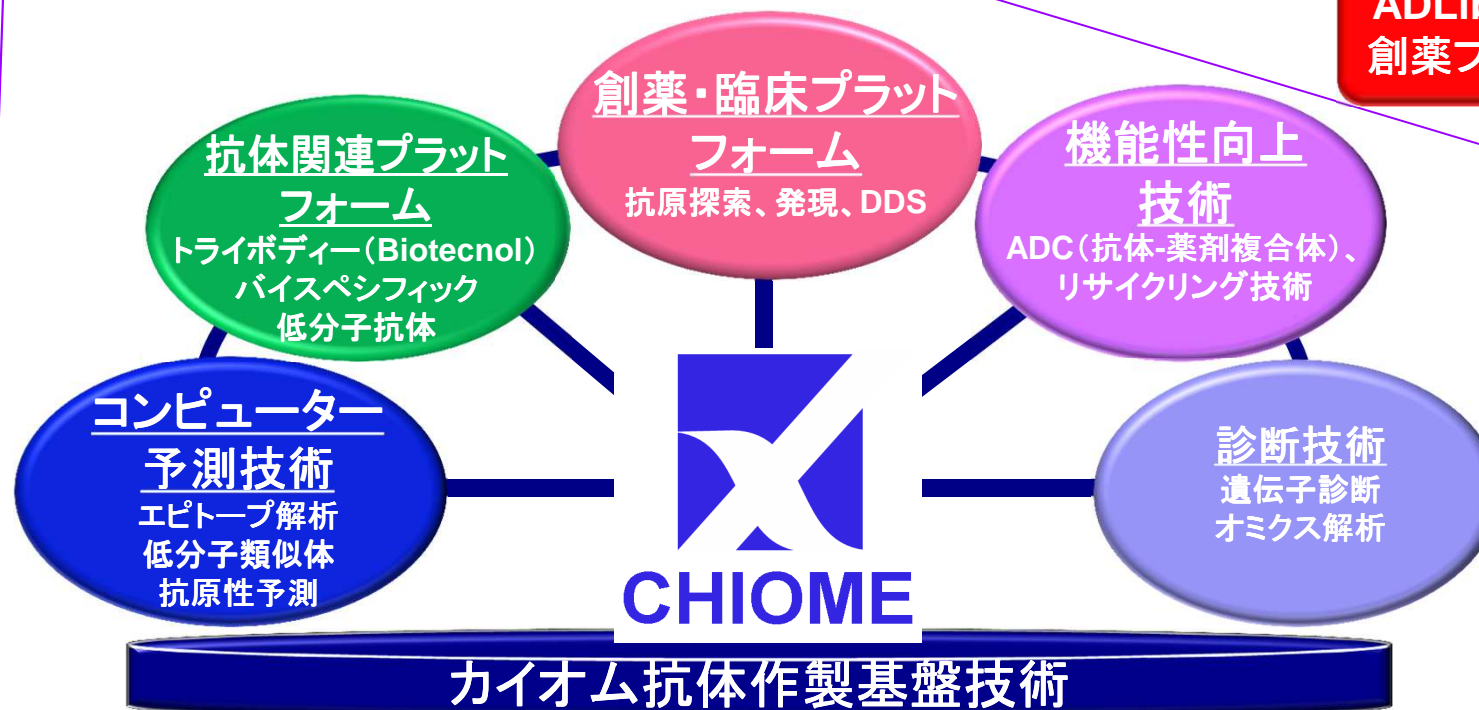 ADLib
創薬プ
創薬・臨床プラット
フォーム
抗原探索、発現、DDS
抗体関連プラット
フォーム
トライボディー（Biotecnol）
バイスペシフィック
低分子抗体
機能性向上
技術
ADC（抗体-薬剤複合体）、
リサイクリング技術
コンピューター
予測技術
エピトープ解析
低分子類似体
抗原性予測
診断技術
遺伝子診断
オミクス解析
CHIOME
カイオム抗体作製基盤技術